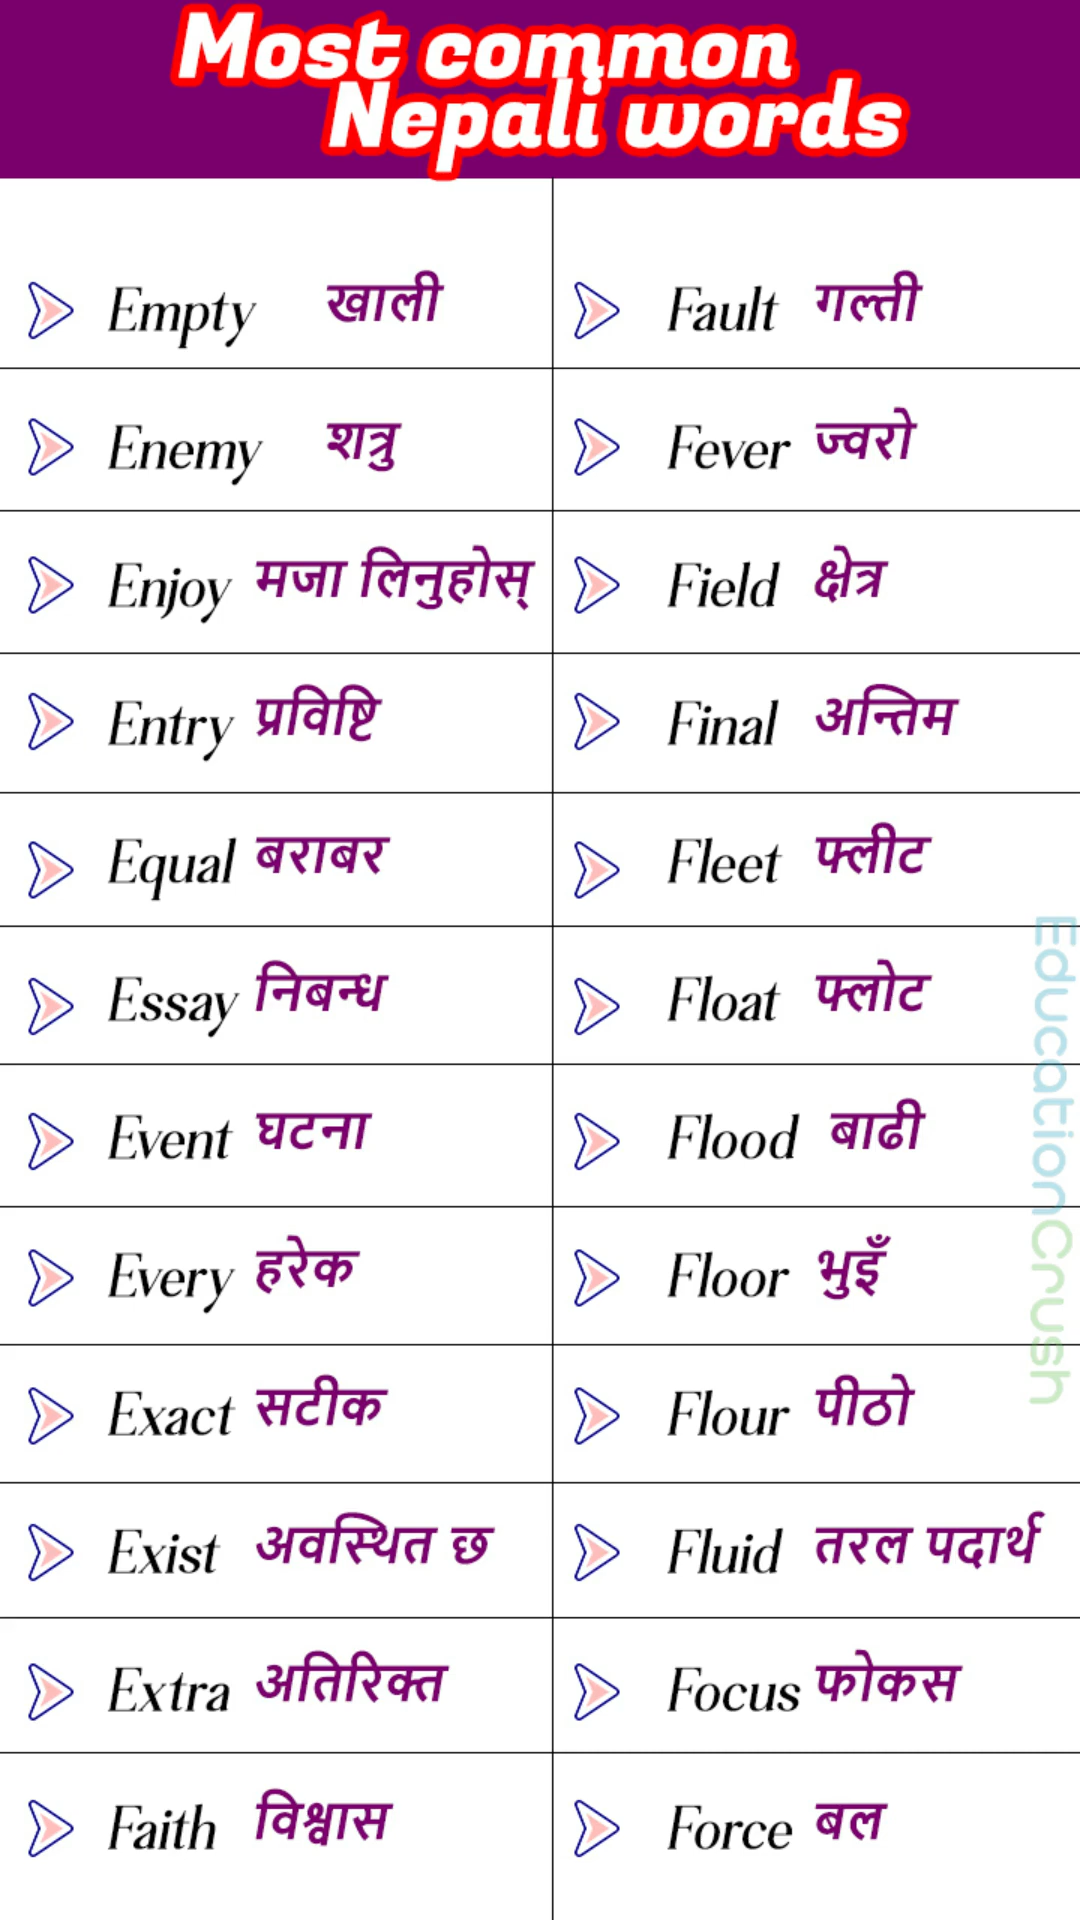 Most common
Nepali words
Empty खाली
Enemy शत्रु
Enjoy मजा लिनुहोस्
Entry प्रविष्टि
Equal बराबर
Essay निबन्ध
Event घटना
Every हरेक
Exact सटीक
Exist अवस्थित छ
Extra अतिरिक्त
Faith विश्वास
Fault गल्ती
Fever ज्वरो
Field क्षेत्र
Final अन्तिम
Fleet फ्लीट
Float फ्लोट
Flood बाढी
Floor भुइँ
Flour पीठो
Fluid तरल पदार्थ
Focus फोकस
Force बल
EducationCrush